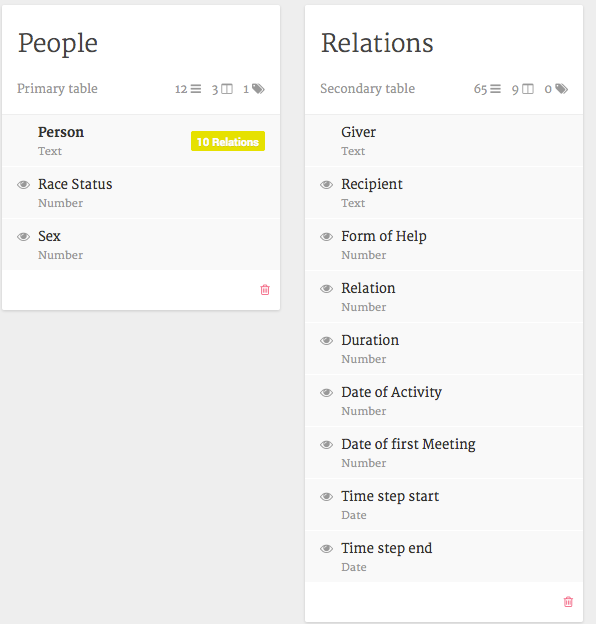 People
Primary table 12 3 1
Person
Text
10 Relations
Race Status
Number
Sex
Number
Relations
Secondary table 65 9 0
Giver
Text
Recipient
Text
Form of Help
Number
Relation
Number
Duration
Number
Date of Activity
Number
Date of first Meeting
Number
Time step start
Date
Time step end
Date